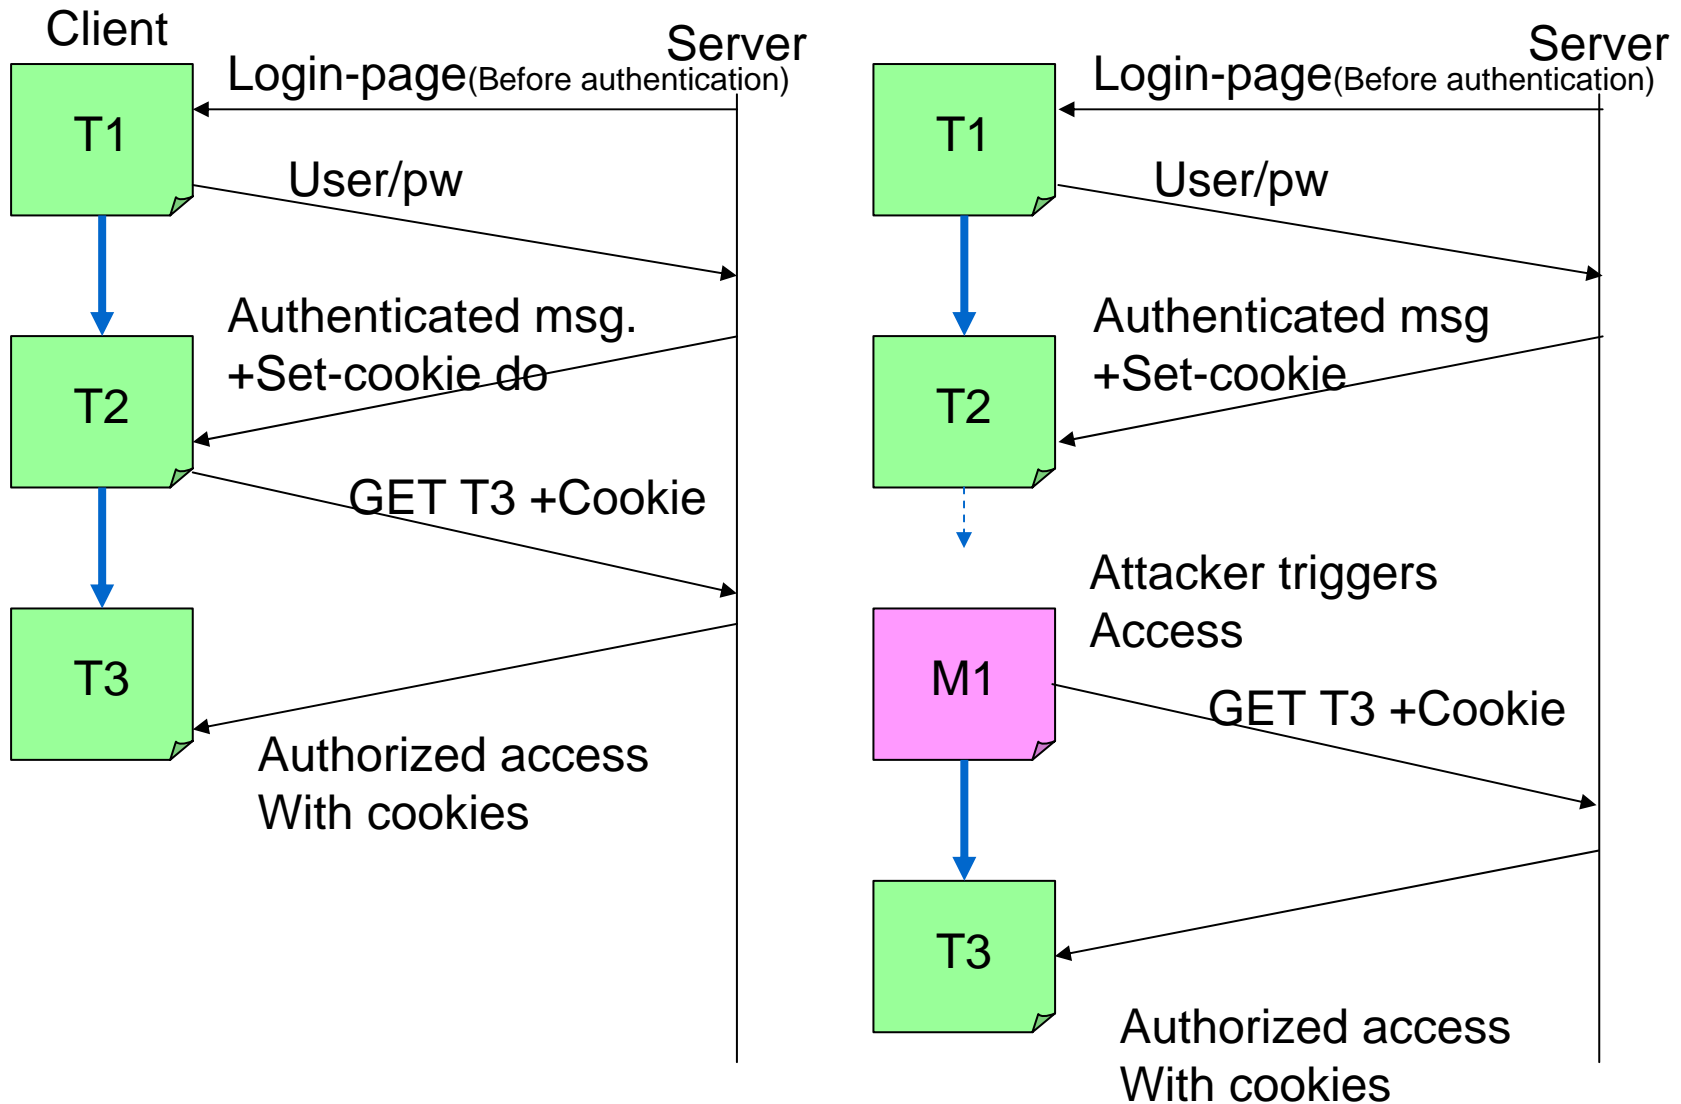 Client
Server
Login-page(Before authentication)
T1
User/pw
Authenticated msg.
+Set-cookie do
T2
GET T3 +Cookie
T3
Authorized access
With cookies
Server
Login-page(Before authentication)
T1
User/pw
Authenticated msg
+Set-cookie
T2
Attacker triggers
Access
M1
GET T3 +Cookie
T3
Authorized access
With cookies